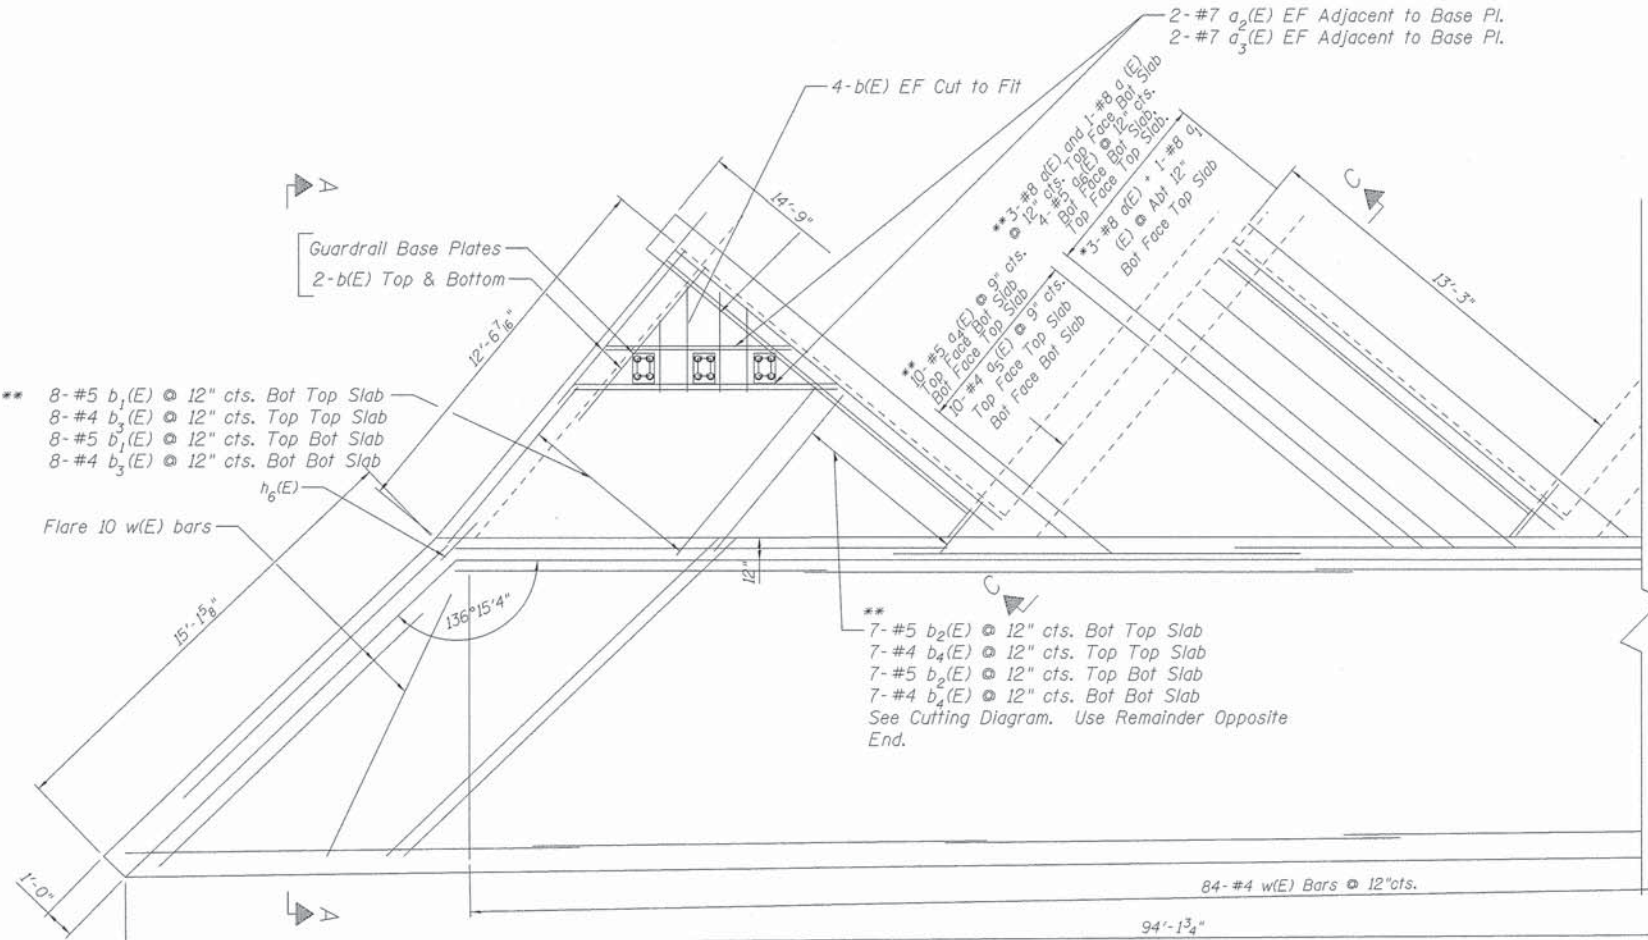 2-#7 a2(E) EF Adjacent to Base Pl.
2-#7 a3(E) EF Adjacent to Base Pl.
4-b(E) EF Cut to Fit
**3-#8 a(E) and 1-#8 a (E)
@ 12" cts. Top Face Bot Slab
4-#5 a6(E) @ 12" cts.
Bot Face Bot Slab.
Top Face Top Slab.
*3-#8 a(E) + 1-#8 a1
(E) @ Abt 12"
Bot Face Top Slab
C
A
14'-9"
Guardrail Base Plates
2-b(E) Top & Bottom
13'-3"
12'-6 7/16"
** 10-#5 a4(E) @ 9" cts.
Top Face Bot Slab
Bot Face Top Slab
10-#4 a5(E) @ 9" cts.
Top Face Top Slab
Bot Face Bot Slab
** 8-#5 b1(E) @ 12" cts. Bot Top Slab
8-#4 b3(E) @ 12" cts. Top Top Slab
8-#5 b1(E) @ 12" cts. Top Bot Slab
8-#4 b3(E) @ 12" cts. Bot Bot Slab
h6(E)
Flare 10 w(E) bars
12"
C
136°15'4"
15'-1 5/8"
**
7-#5 b2(E) @ 12" cts. Bot Top Slab
7-#4 b4(E) @ 12" cts. Top Top Slab
7-#5 b2(E) @ 12" cts. Top Bot Slab
7-#4 b4(E) @ 12" cts. Bot Bot Slab
See Cutting Diagram. Use Remainder Opposite
End.
1'-0"
A
84-#4 w(E) Bars @ 12"cts.
94'-1 3/4"